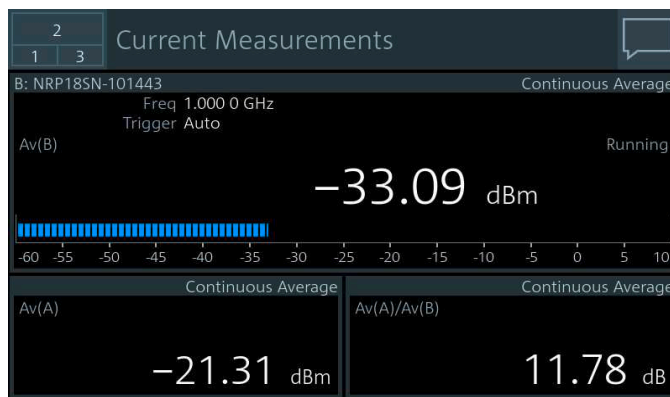 2
1 3
Current Measurements
B: NRP18SN-101443 Continuous Average
Freq 1.000 0 GHz
Trigger Auto
Av(B) Running
−33.09 dBm
-60 -55 -50 -45 -40 -35 -30 -25 -20 -15 -10 -5 0 5 10
Continuous Average Continuous Average
Av(A) Av(A)/Av(B)
−21.31 dBm 11.78 dB